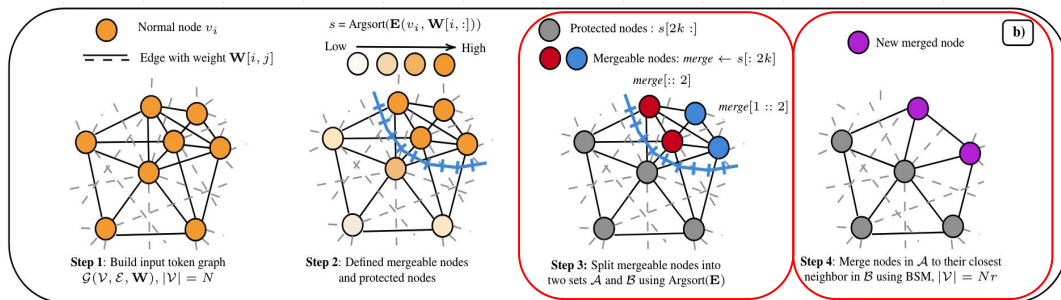 Normal node $v_i$
Edge with weight $\mathbf{W}[i, j]$
Step 1: Build input token graph
$\mathcal{G}(\mathcal{V}, \mathcal{E}, \mathbf{W}), |\mathcal{V}| = N$
$s = \text{Argsort}(\mathbf{E}(v_i, \mathbf{W}[i,:]))$
Low High
Step 2: Defined mergeable nodes
and protected nodes
Protected nodes : $s[2k :]$
Mergeable nodes: $merge \leftarrow s[: 2k]$
$merge[:: 2]$
$merge[1 :: 2]$
Step 3: Split mergeable nodes into
two sets $\mathcal{A}$ and $\mathcal{B}$ using Argsort($\mathbf{E}$)
b)
New merged node
Step 4: Merge nodes in $\mathcal{A}$ to their closest
neighbor in $\mathcal{B}$ using BSM, $|\mathcal{V}| = Nr$